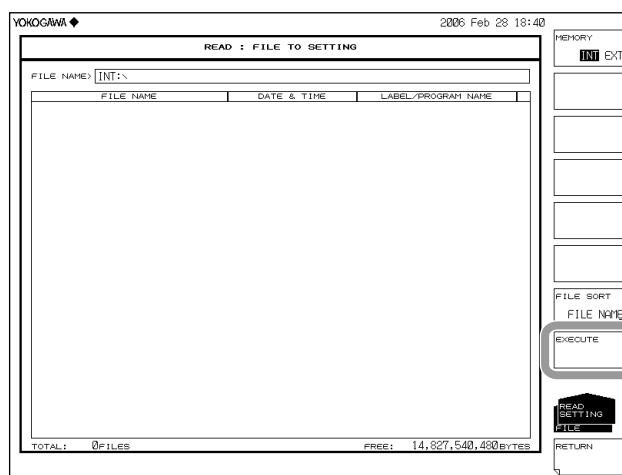 YOKOGAWA
2006 Feb 28 18:40
READ : FILE TO SETTING
FILE NAME> INT:\
FILE NAME
DATE & TIME
LABEL/PROGRAM NAME
TOTAL: 0FILES
FREE: 14,827,540,480BYTES
MEMORY
INT EXT
FILE SORT
FILE NAME
EXECUTE
READ
SETTING
FILE
RETURN